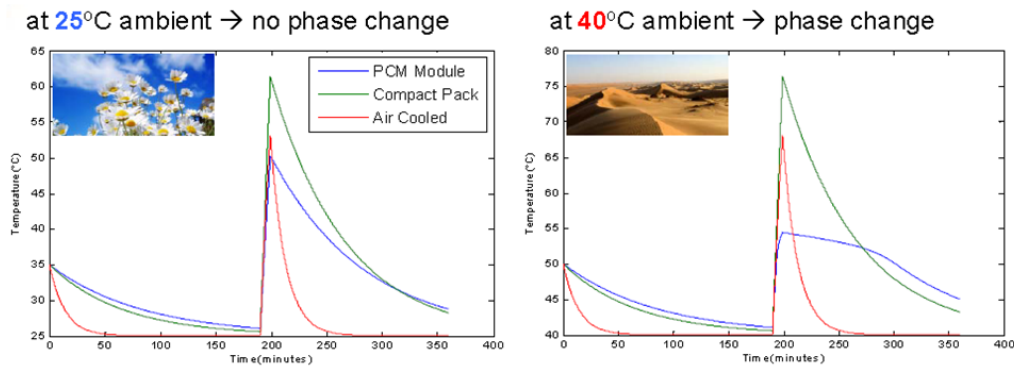 at 25°C ambient → no phase change
65
60
55
50
45
40
35
30
25
Temperature(°C)
0 50 100 150 200 250 300 350 400
Time(minutes)
PCM Module
Compact Pack
Air Cooled
at 40°C ambient → phase change
80
75
70
65
60
55
50
45
40
Temperature(°C)
0 50 100 150 200 250 300 350 400
Time(minutes)